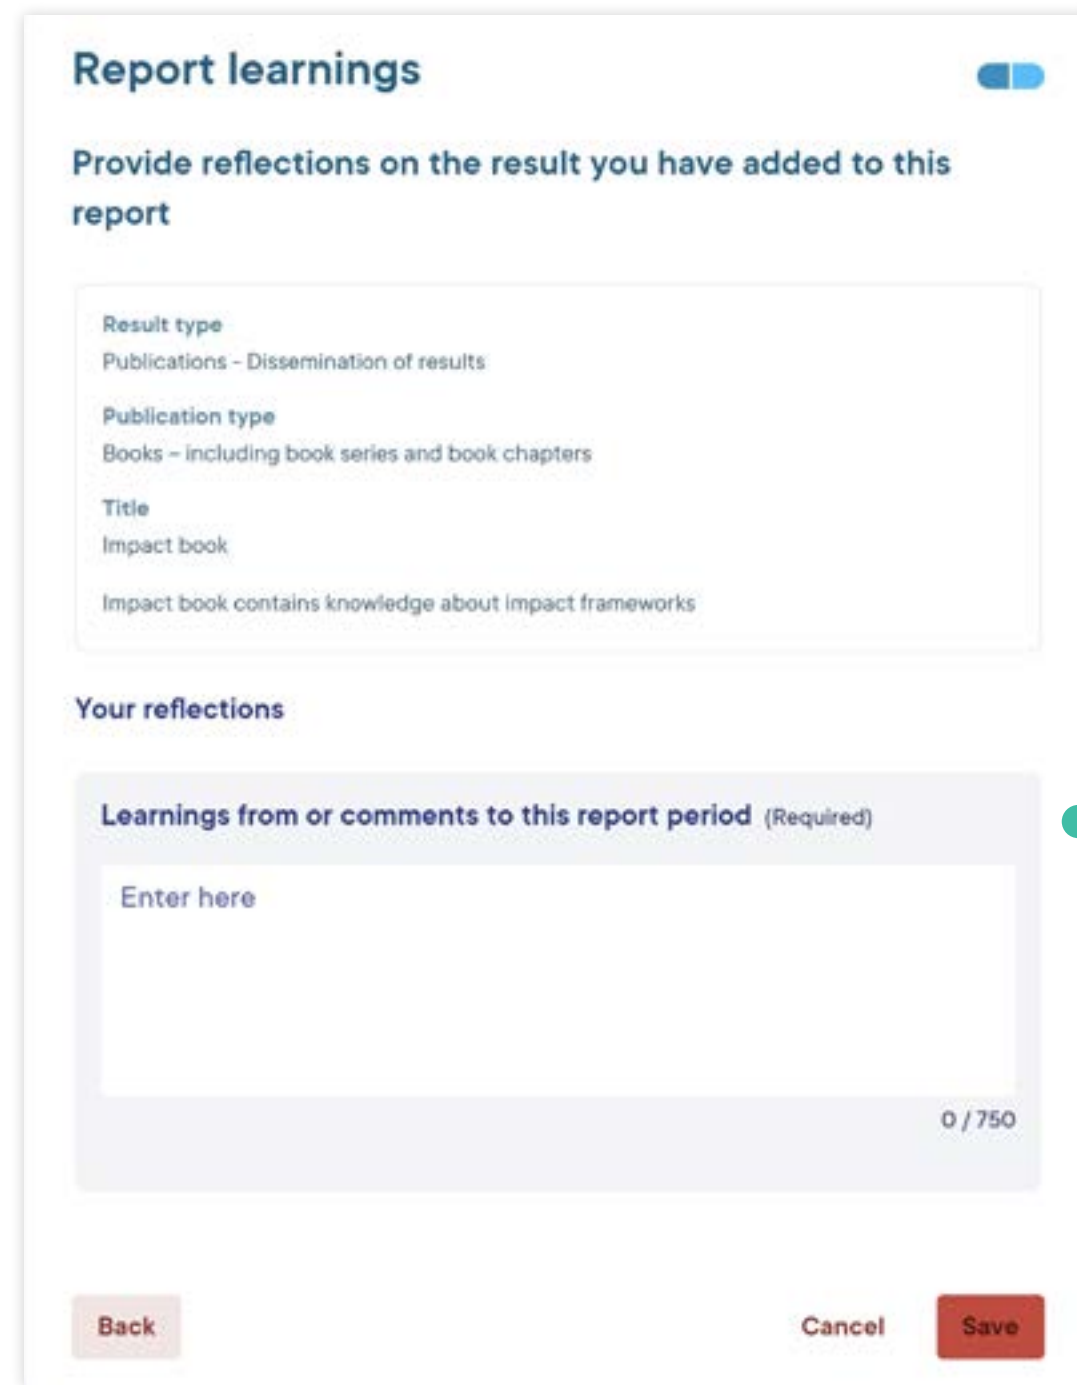 Report learnings
Provide reflections on the result you have added to this
report
Result type
Publications - Dissemination of results
Publication type
Books – including book series and book chapters
Title
Impact book
Impact book contains knowledge about impact frameworks
Your reflections
Learnings from or comments to this report period (Required)
Enter here
0 / 750
Back
Cancel
Save